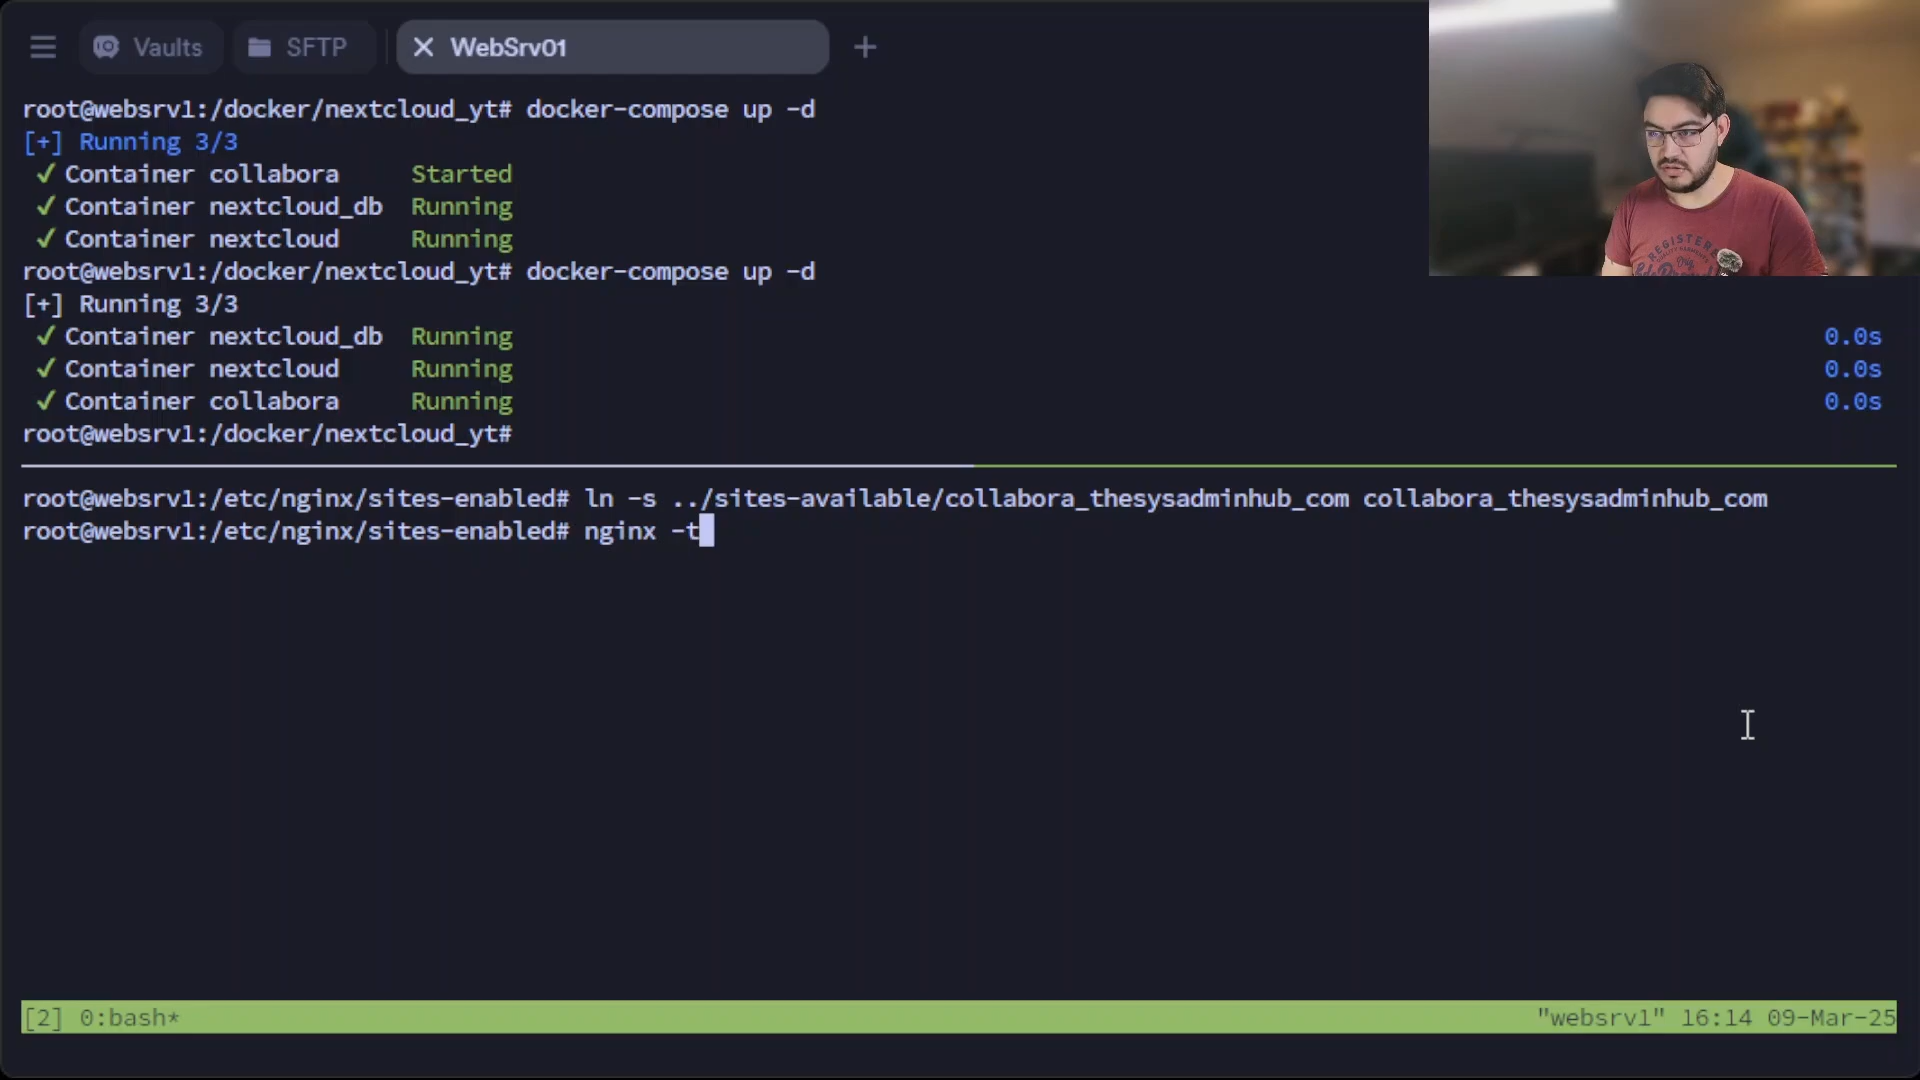 Vaults SFTP WebSrv01
root@websrv1:/docker/nextcloud_yt# docker-compose up -d
[+] Running 3/3
✓ Container collabora Started
✓ Container nextcloud_db Running
✓ Container nextcloud Running
root@websrv1:/docker/nextcloud_yt# docker-compose up -d
[+] Running 3/3
✓ Container nextcloud_db Running 0.0s
✓ Container nextcloud Running 0.0s
✓ Container collabora Running 0.0s
root@websrv1:/docker/nextcloud_yt#
root@websrv1:/etc/nginx/sites-enabled# ln -s ../sites-available/collabora_thesysadminhub_com collabora_thesysadminhub_com
root@websrv1:/etc/nginx/sites-enabled# nginx -t
[2] 0:bash* "websrv1" 16:14 09-Mar-25
REGISTERE